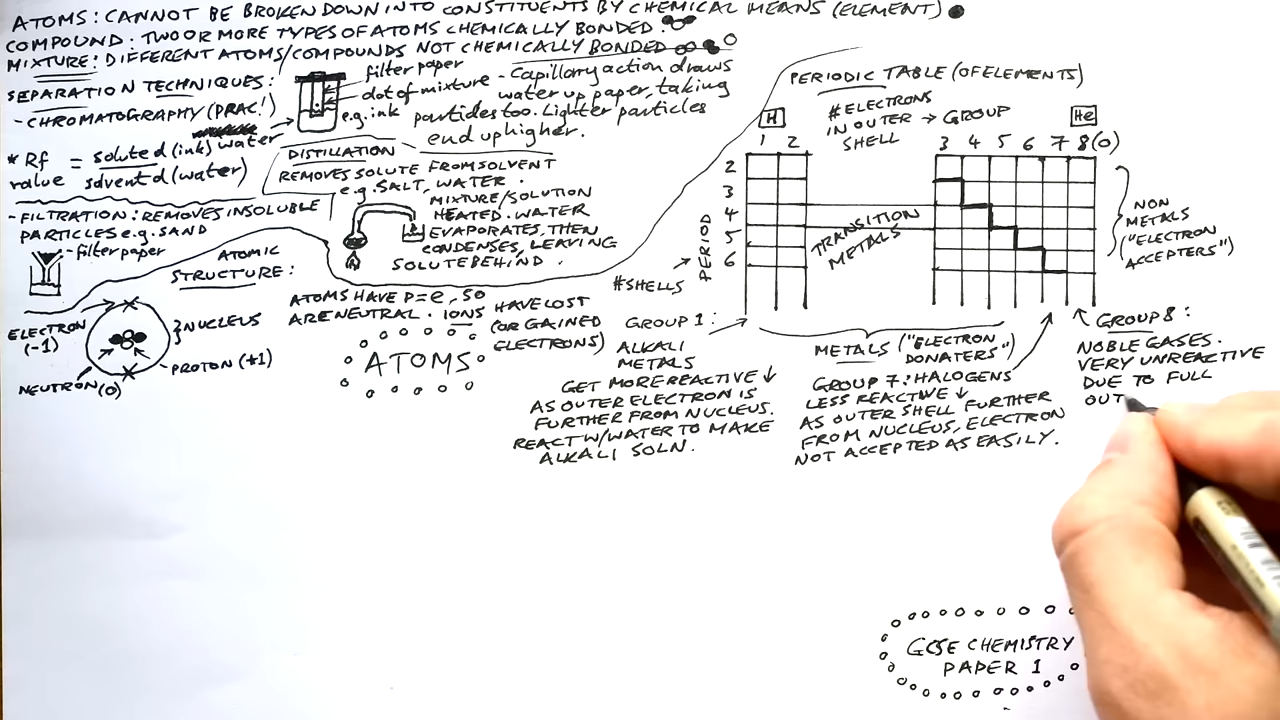 ATOMS: CANNOT BE BROKEN DOWN INTO CONSTITUENTS BY CHEMICAL MEANS (ELEMENT)
COMPOUND. TWO OR MORE TYPES OF ATOMS CHEMICALLY BONDED.
MIXTURE: DIFFERENT ATOMS/COMPOUNDS NOT CHEMICALLY BONDED
SEPARATION TECHNIQUES:
- CHROMATOGRAPHY (PRAC!)
filter paper
dot of mixture
e.g. ink
water
- Capillary action draws
water up paper, taking
particles too. Lighter particles
end up higher.
* Rf value = solute d (ink) / solvent d (water)
DISTILLATION
REMOVES SOLUTE FROM SOLVENT
e.g. SALT, WATER.
MIXTURE/SOLUTION
HEATED. WATER
EVAPORATES, THEN
CONDENSES, LEAVING
SOLUTE BEHIND.
- FILTRATION: REMOVES INSOLUBLE
PARTICLES e.g. SAND
- filter paper
ATOMIC
STRUCTURE:
ELECTRON
(-1)
} NUCLEUS
PROTON (+1)
NEUTRON (0)
ATOMS HAVE P=e, SO
ARE NEUTRAL. IONS
HAVE LOST
(OR GAINED
ELECTRONS)
ATOMS
PERIODIC TABLE (OF ELEMENTS)
# ELECTRONS
IN OUTER → GROUP
SHELL
H
He
1 2
3 4 5 6 7 8(0)
2
3
4
5
6
PERIOD
#SHELLS
TRANSITION
METALS
NON
METALS
("ELECTRON
ACCEPTERS")
GROUP 1:
ALKALI
METALS
GET MORE REACTIVE ↓
AS OUTER ELECTRON IS
FURTHER FROM NUCLEUS.
REACT W/WATER TO MAKE
ALKALI SOLN.
METALS ("ELECTRON
DONATERS")
GROUP 7: HALOGENS
LESS REACTIVE ↓
AS OUTER SHELL FURTHER
FROM NUCLEUS, ELECTRON
NOT ACCEPTED AS EASILY.
GROUP 8:
NOBLE GASES.
VERY UNREACTIVE
DUE TO FULL
OUT
GCSE CHEMISTRY
PAPER 1